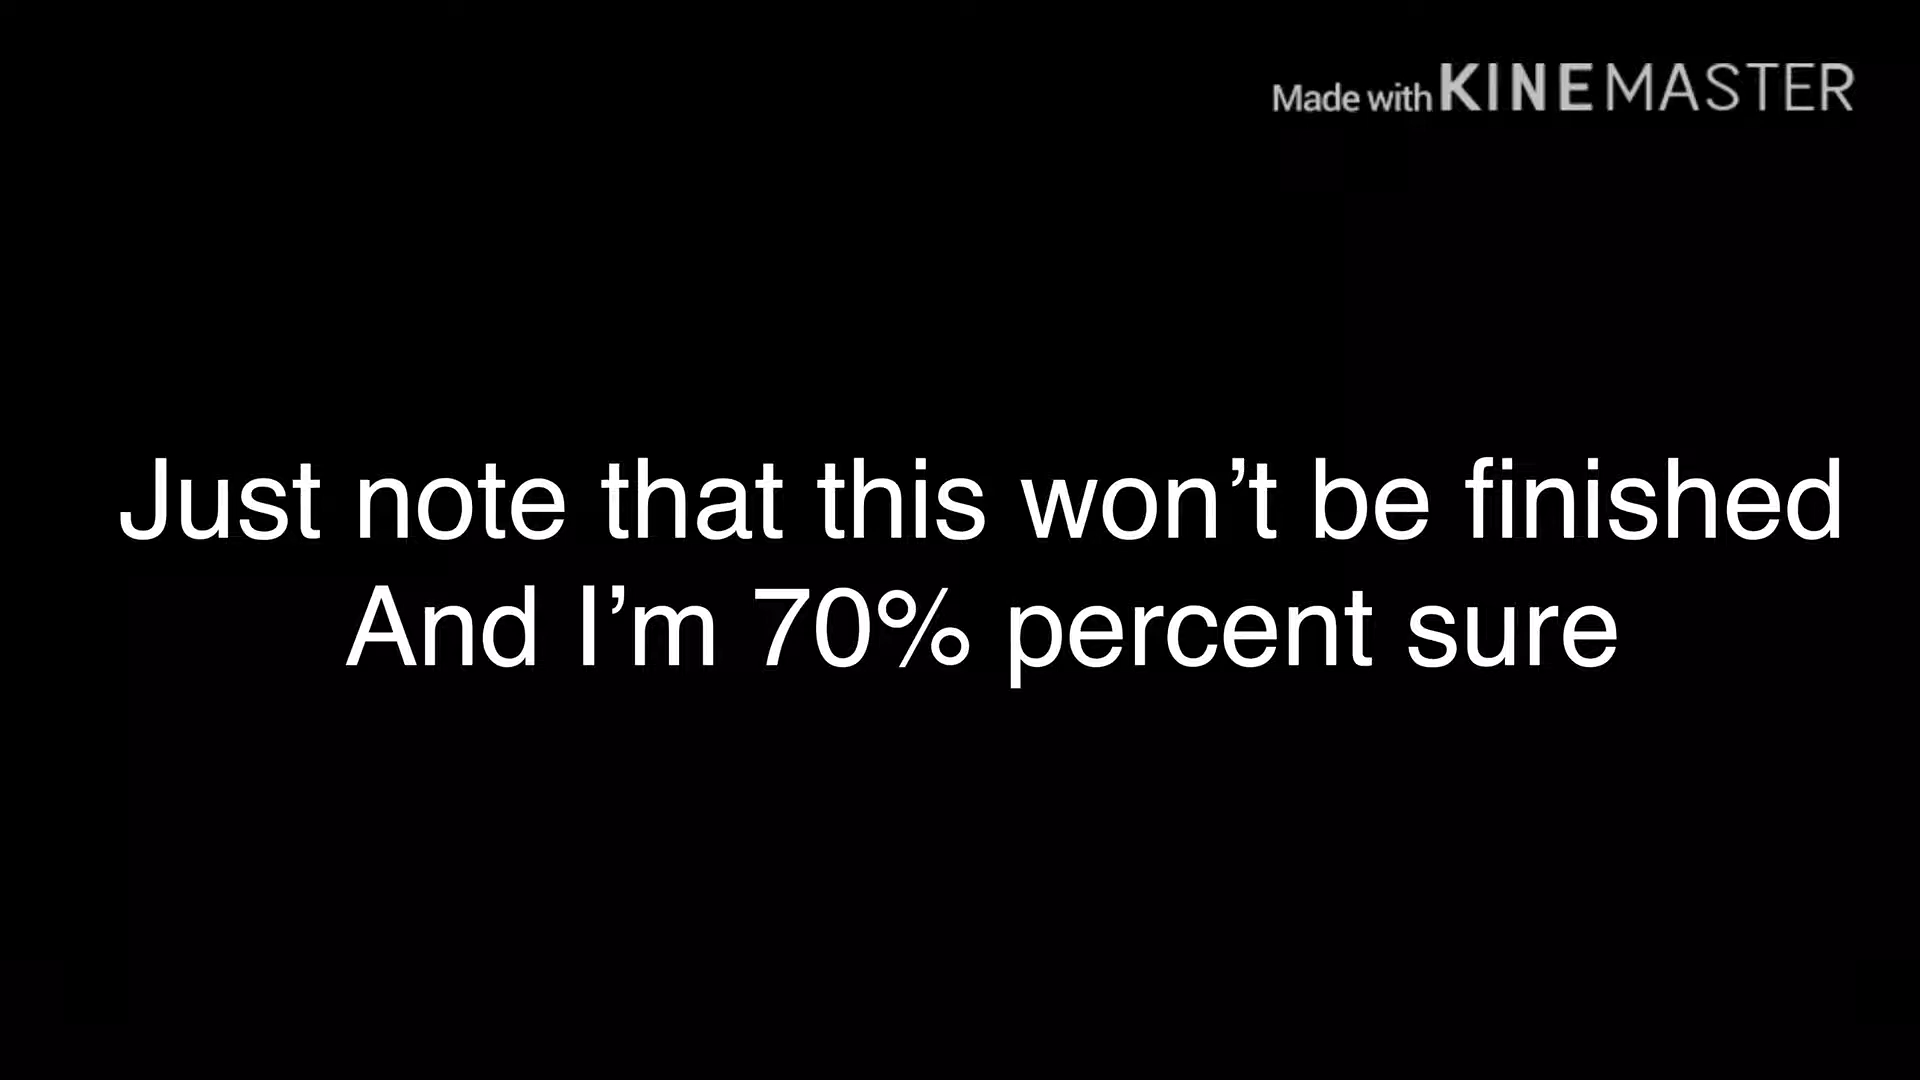 Made with KINEMASTER
Just note that this won’t be finished
And I’m 70% percent sure